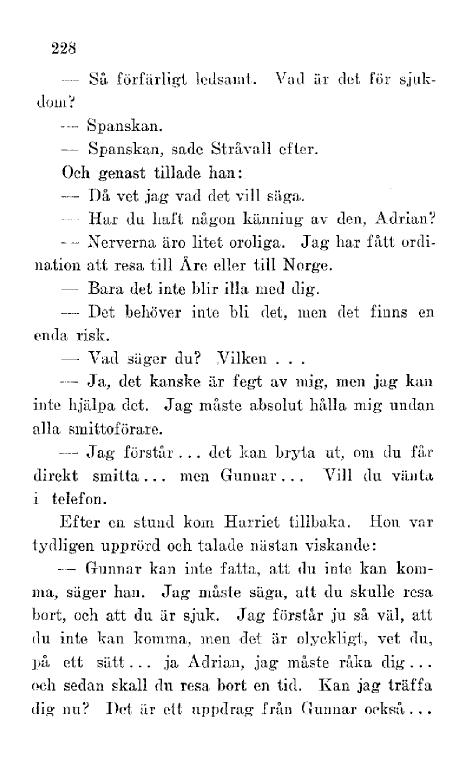 228
— Så förfärligt ledsamt. Vad är det för sjuk-
dom?
— Spanskan.
— Spanskan, sade Stråvall efter.
Och genast tillade han:
— Då vet jag vad det vill säga.
— Har du haft någon känning av den, Adrian?
— Nerverna äro litet oroliga. Jag har fått ordi-
nation att resa till Åre eller till Norge.
— Bara det inte blir illa med dig.
— Det behöver inte bli det, men det finns en
enda risk.
— Vad säger du? Vilken . . .
— Ja, det kanske är fegt av mig, men jag kan
inte hjälpa det. Jag måste absolut hålla mig undan
alla smittoförare.
— Jag förstår ... det kan bryta ut, om du får
direkt smitta ... men Gunnar ... Vill du vänta
i telefon.
Efter en stund kom Harriet tillbaka. Hon var
tydligen upprörd och talade nästan viskande:
— Gunnar kan inte fatta, att du inte kan kom-
ma, säger han. Jag måste säga, att du skulle resa
bort, och att du är sjuk. Jag förstår ju så väl, att
du inte kan komma, men det är olyckligt, vet du,
på ett sätt ... ja Adrian, jag måste råka dig ...
och sedan skall du resa bort en tid. Kan jag träffa
dig nu? Det är ett uppdrag från Gunnar också ...